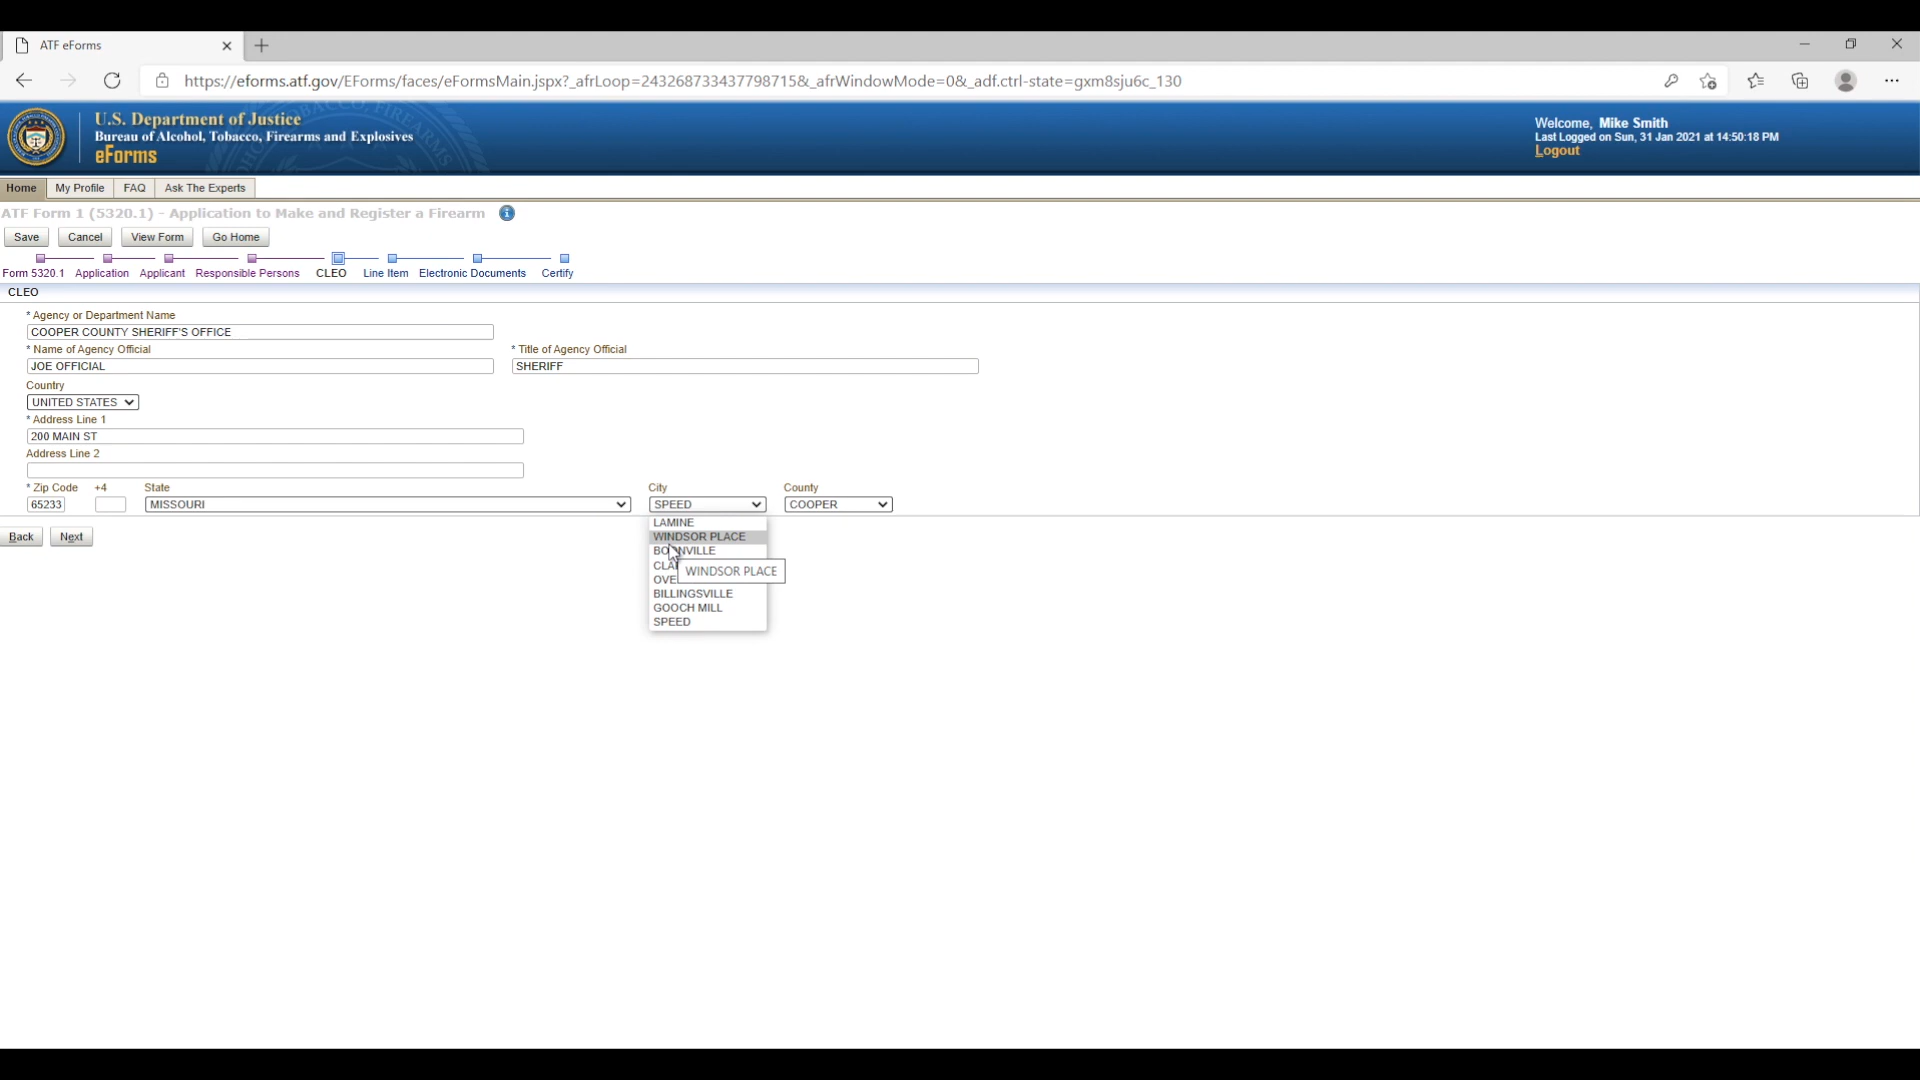 ATF eForms
https://eforms.atf.gov/EForms/faces/eFormsMain.jspx?_afrLoop=243268733437798715&_afrWindowMode=0&_adf.ctrl-state=gxm8sju6c_130
U.S. Department of Justice
Bureau of Alcohol, Tobacco, Firearms and Explosives
eForms
Welcome, Mike Smith
Last Logged on Sun, 31 Jan 2021 at 14:50:18 PM
Logout
Home My Profile FAQ Ask The Experts
ATF Form 1 (5320.1) - Application to Make and Register a Firearm
Save Cancel View Form Go Home
Form 5320.1 Application Applicant Responsible Persons CLEO Line Item Electronic Documents Certify
CLEO
* Agency or Department Name
COOPER COUNTY SHERIFF'S OFFICE
* Name of Agency Official * Title of Agency Official
JOE OFFICIAL SHERIFF
Country
UNITED STATES
* Address Line 1
200 MAIN ST
Address Line 2
* Zip Code +4 State City County
65233 MISSOURI SPEED COOPER
LAMINE
Back Next WINDSOR PLACE
WINDSOR PLACE
BILLINGSVILLE
GOOCH MILL
SPEED